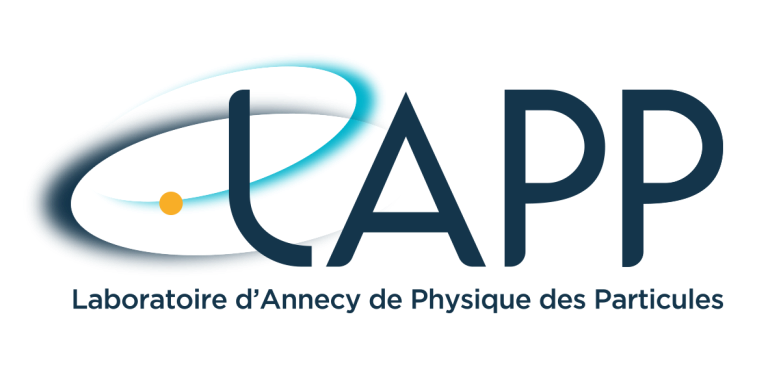 LAPP
Laboratoire d'Annecy de Physique des Particules